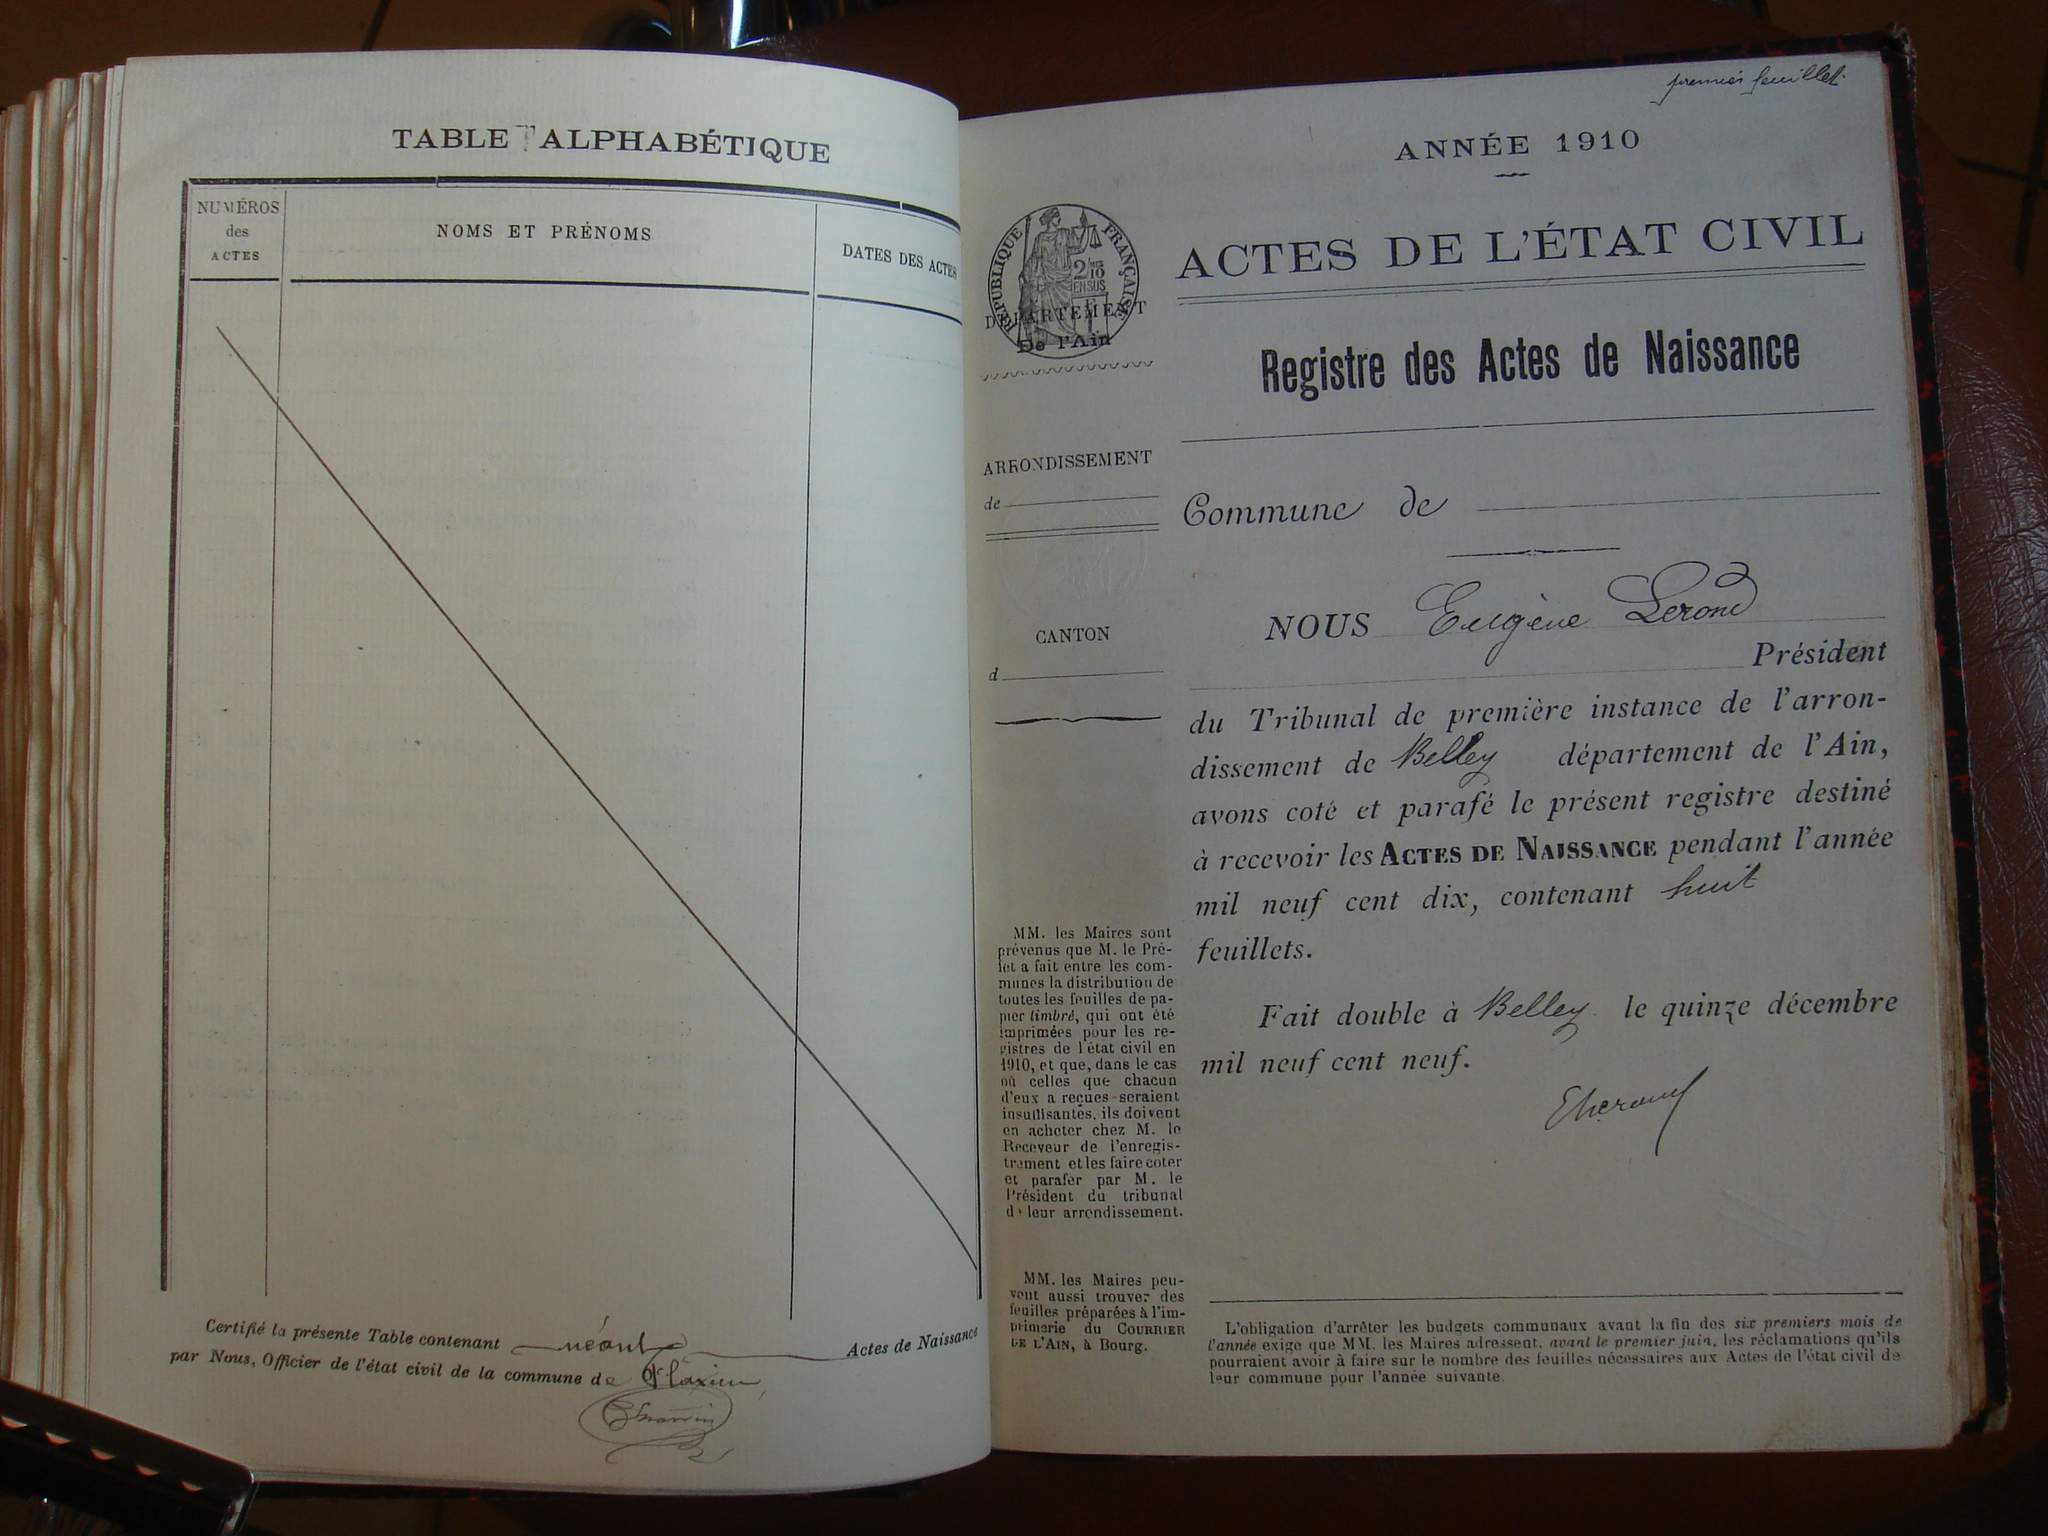 TABLE ALPHABÉTIQUE
NUMÉROS
des
ACTES
NOMS ET PRÉNOMS
DATES DES ACTES
Certifié la présente Table contenant néant Actes de Naissance
par Nous, Officier de l'état civil de la commune de Flaxieu
premier feuillet
ANNÉE 1910
RÉPUBLIQUE FRANÇAISE
2/10
EN SUS
DÉPARTEMENT
De l'Ain
ARRONDISSEMENT
de
CANTON
d
MM. les Maires sont
prévenus que M. le Pré-
fet a fait entre les com-
munes la distribution de
toutes les feuilles de pa-
pier timbré, qui ont été
imprimées pour les re-
gistres de l'état civil en
1910, et que, dans le cas
où celles que chacun
d'eux a reçues seraient
insuffisantes, ils doivent
en acheter chez M. le
Receveur de l'enregis-
trement et les faire coter
et parafer par M. le
Président du tribunal
de leur arrondissement.
MM. les Maires peu-
vent aussi trouver des
feuilles préparées à l'im-
primerie du COURRIER
DE L'AIN, à Bourg.
ACTES DE L'ÉTAT CIVIL
Registre des Actes de Naissance
Commune de
NOUS Eugène Perond
Président
du Tribunal de première instance de l'arron-
dissement de Belley département de l'Ain,
avons coté et parafé le présent registre destiné
à recevoir les ACTES DE NAISSANCE pendant l'année
mil neuf cent dix, contenant huit
feuillets.
Fait double à Belley le quinze décembre
mil neuf cent neuf.
L'obligation d'arrêter les budgets communaux avant la fin des six premiers mois de
l'année exige que MM. les Maires adressent, avant le premier juin, les réclamations qu'ils
pourraient avoir à faire sur le nombre des feuilles nécessaires aux Actes de l'état civil de
leur commune pour l'année suivante.